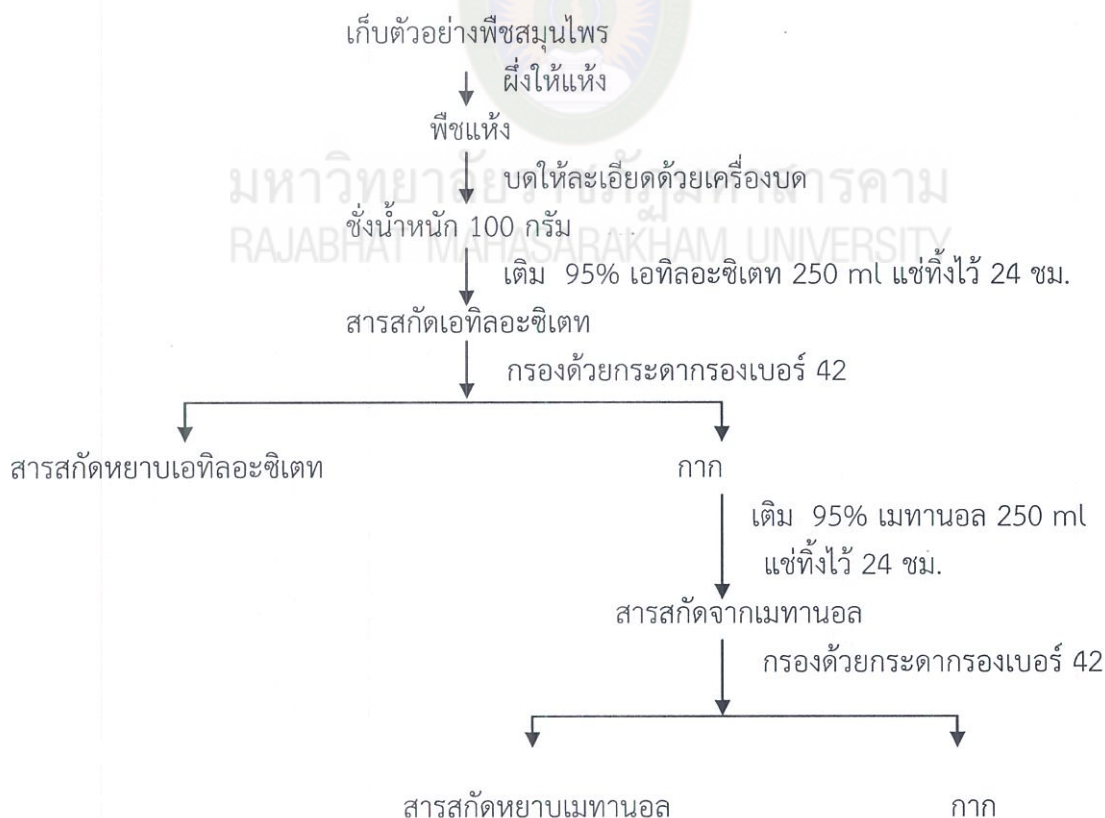 เก็บตัวอย่างพืชสมุนไพร
ผึ่งให้แห้ง
พืชแห้ง
บดให้ละเอียดด้วยเครื่องบด
มหาวิทยาลัยราชภัฏมหาสารคาม
ชั่งน้ำหนัก 100 กรัม
RAJABHAT MAHASARAKHAM UNIVERSITY
เติม 95% เอทิลอะซิเตท 250 ml แช่ทิ้งไว้ 24 ชม.
สารสกัดเอทิลอะซิเตท
กรองด้วยกระดากรองเบอร์ 42
สารสกัดหยาบเอทิลอะซิเตท กาก
เติม 95% เมทานอล 250 ml
แช่ทิ้งไว้ 24 ชม.
สารสกัดจากเมทานอล
กรองด้วยกระดากรองเบอร์ 42
สารสกัดหยาบเมทานอล กาก